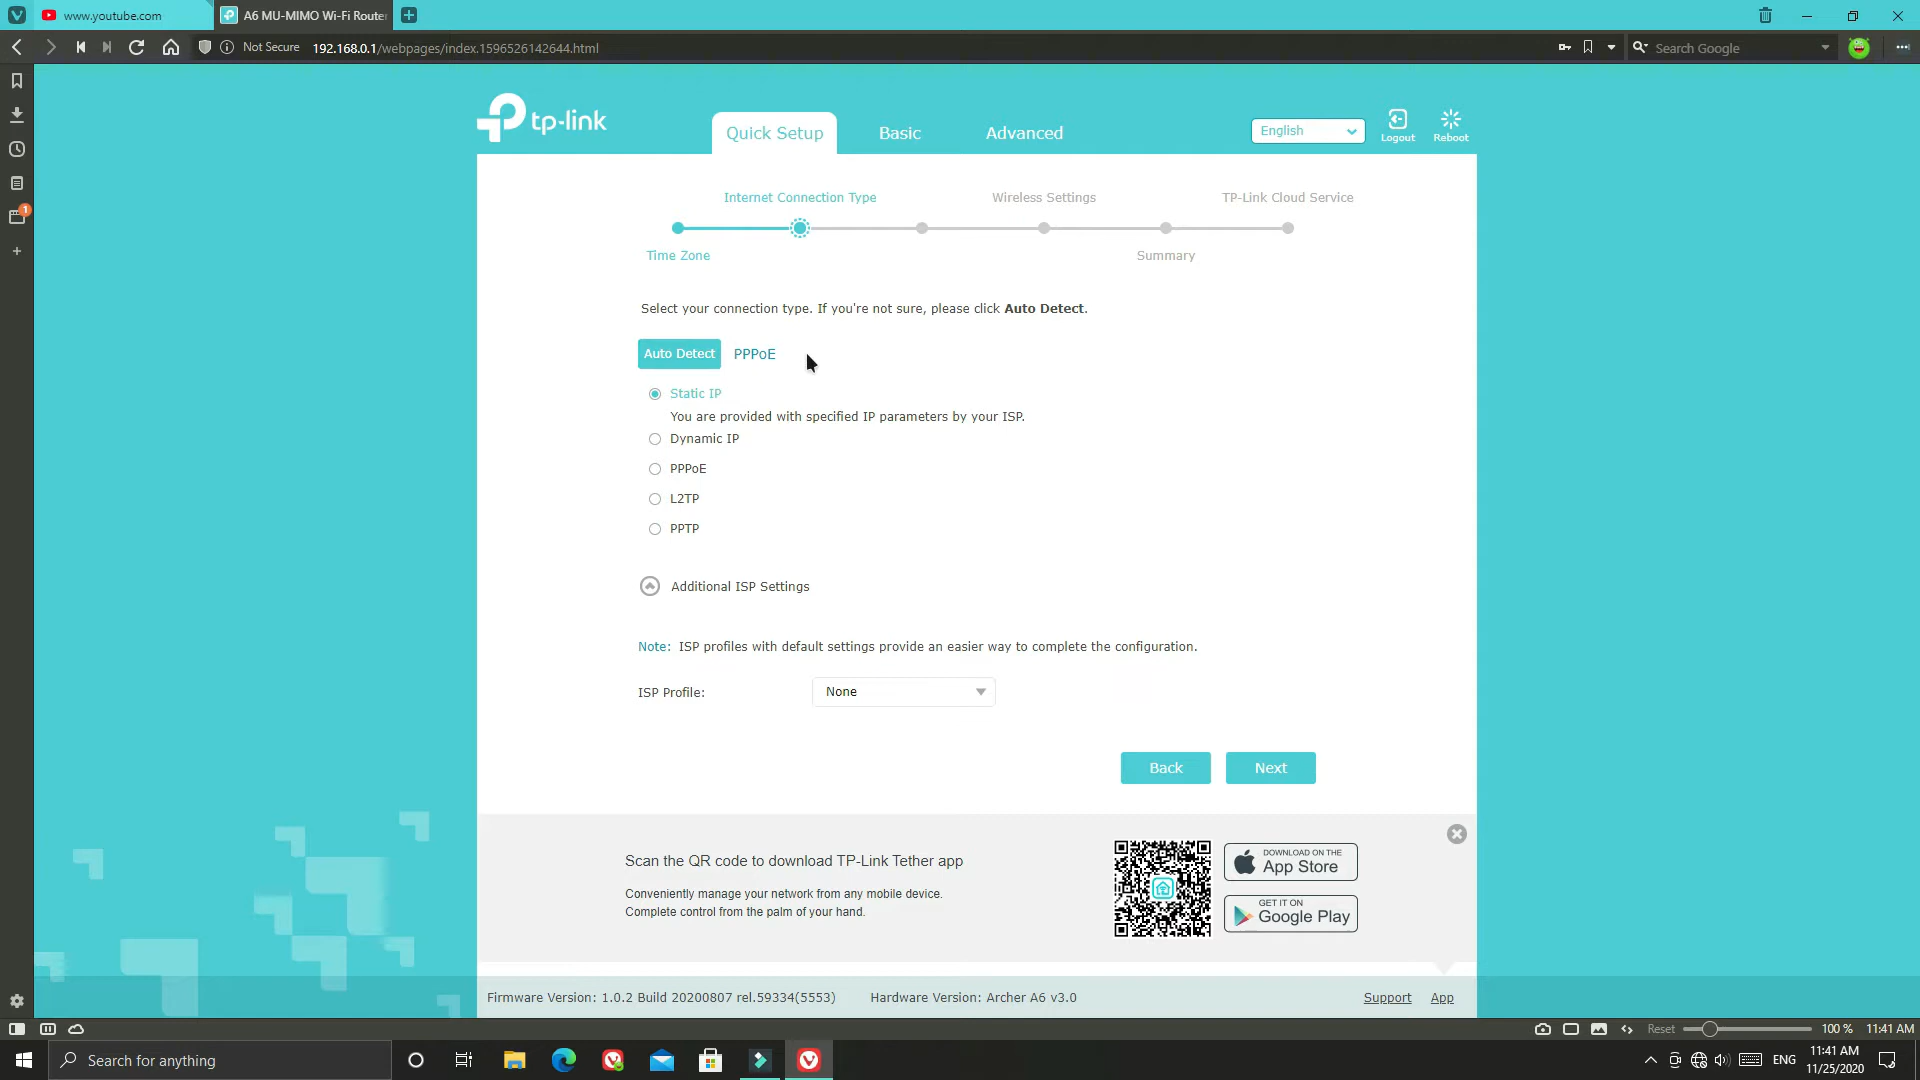 www.youtube.com
A6 MU-MIMO Wi-Fi Router
Not Secure
192.168.0.1/webpages/index.1596526142644.html
Search Google
1
tp-link
Quick Setup
Basic
Advanced
English
Logout
Reboot
Internet Connection Type
Wireless Settings
TP-Link Cloud Service
Time Zone
Summary
Select your connection type. If you're not sure, please click Auto Detect.
Auto Detect
PPPoE
Static IP
You are provided with specified IP parameters by your ISP.
Dynamic IP
PPPoE
L2TP
PPTP
Additional ISP Settings
Note: ISP profiles with default settings provide an easier way to complete the configuration.
ISP Profile:
None
Back
Next
Scan the QR code to download TP-Link Tether app
Conveniently manage your network from any mobile device.
Complete control from the palm of your hand.
DOWNLOAD ON THE
App Store
GET IT ON
Google Play
Firmware Version: 1.0.2 Build 20200807 rel.59334(5553)
Hardware Version: Archer A6 v3.0
Support
App
Reset
100 %
11:41 AM
Search for anything
ENG
11:41 AM
11/25/2020